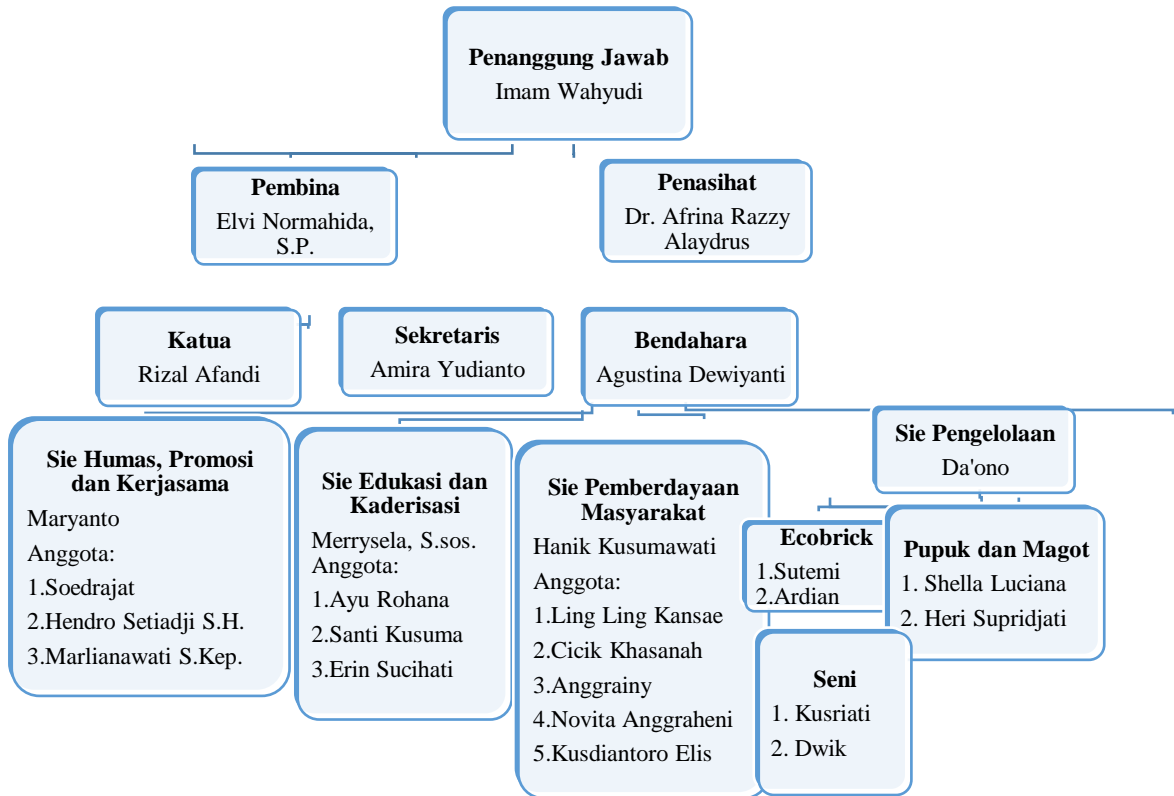 Penanggung Jawab
Imam Wahyudi
Pembina
Elvi Normahida,
S.P.
Penasihat
Dr. Afrina Razzy
Alaydrus
Katua
Rizal Afandi
Sekretaris
Amira Yudianto
Bendahara
Agustina Dewiyanti
Sie Humas, Promosi
dan Kerjasama
Maryanto
Anggota:
1.Soedrajat
2.Hendro Setiadji S.H.
3.Marlianawati S.Kep.
Sie Edukasi dan
Kaderisasi
Merrysela, S.sos.
Anggota:
1.Ayu Rohana
2.Santi Kusuma
3.Erin Sucihati
Sie Pemberdayaan
Masyarakat
Hanik Kusumawati
Anggota:
1.Ling Ling Kansae
2.Cicik Khasanah
3.Anggrainy
4.Novita Anggraheni
5.Kusdiantoro Elis
Sie Pengelolaan
Da'ono
Ecobrick
1.Sutemi
2.Ardian
Pupuk dan Magot
1. Shella Luciana
2. Heri Supridjati
Seni
1. Kusriati
2. Dwik